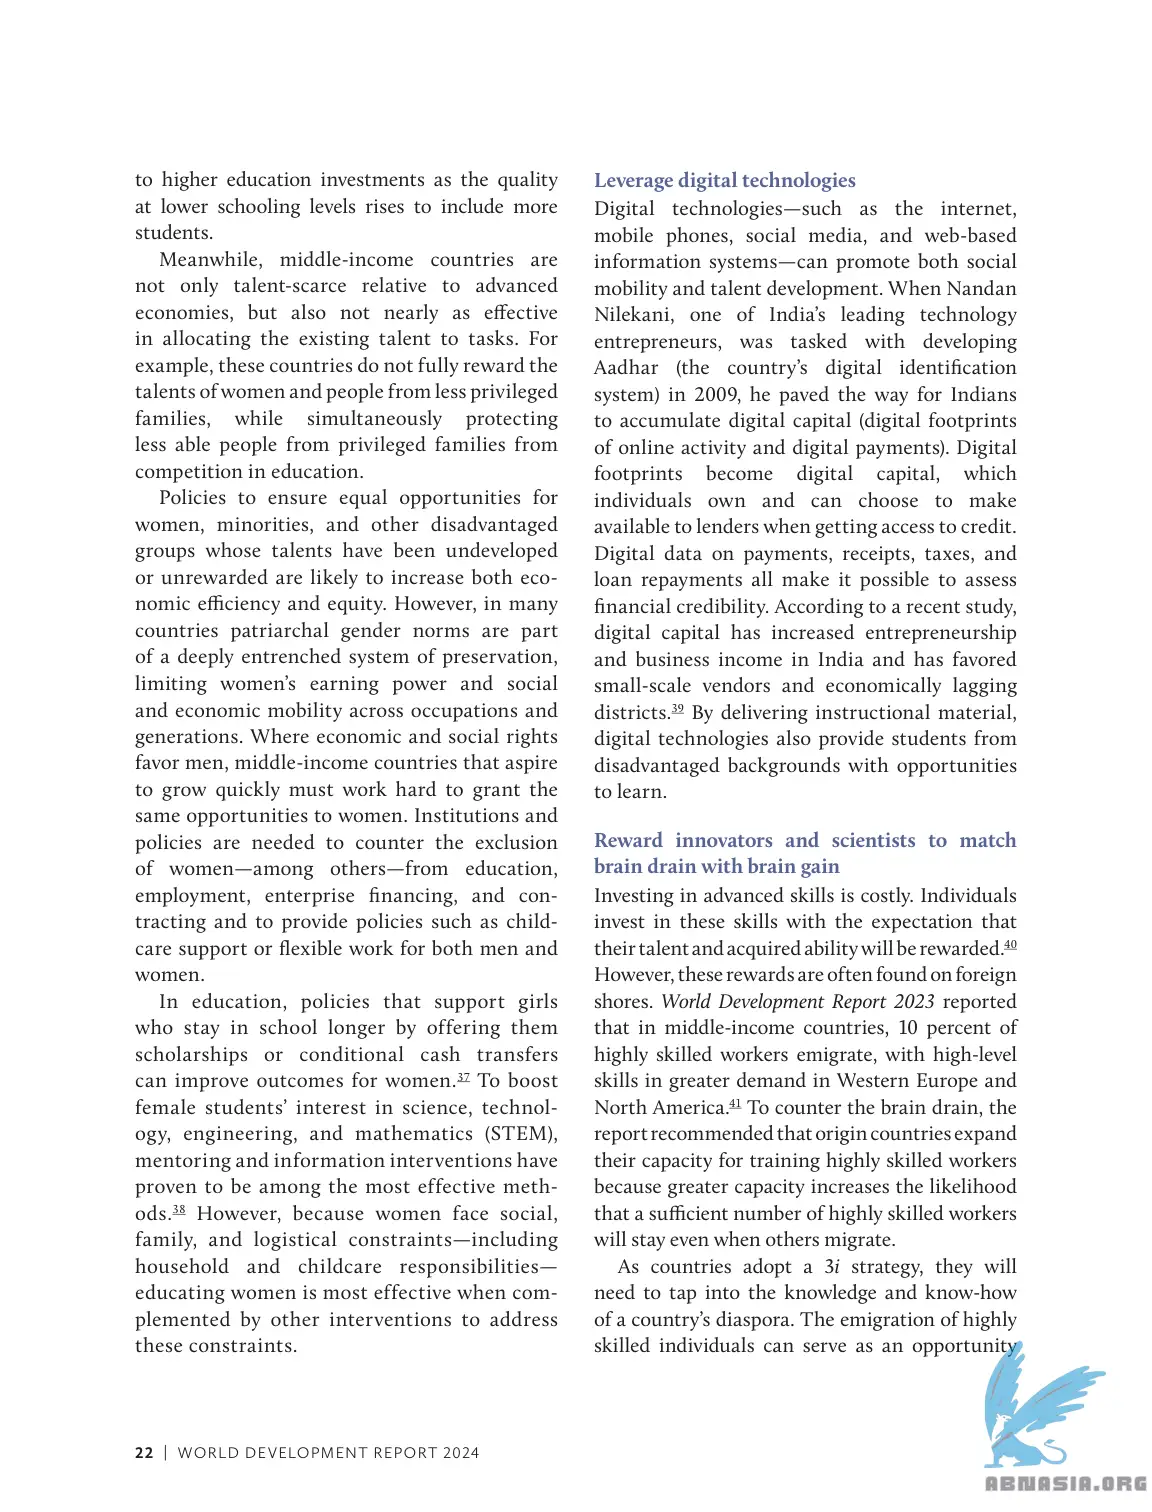 to higher education investments as the quality
at lower schooling levels rises to include more
students.
Meanwhile, middle-income countries are
not only talent-scarce relative to advanced
economies, but also not nearly as effective
in allocating the existing talent to tasks. For
example, these countries do not fully reward the
talents of women and people from less privileged
families, while simultaneously protecting
less able people from privileged families from
competition in education.
Policies to ensure equal opportunities for
women, minorities, and other disadvantaged
groups whose talents have been undeveloped
or unrewarded are likely to increase both eco-
nomic efficiency and equity. However, in many
countries patriarchal gender norms are part
of a deeply entrenched system of preservation,
limiting women’s earning power and social
and economic mobility across occupations and
generations. Where economic and social rights
favor men, middle-income countries that aspire
to grow quickly must work hard to grant the
same opportunities to women. Institutions and
policies are needed to counter the exclusion
of women—among others—from education,
employment, enterprise financing, and con-
tracting and to provide policies such as child-
care support or flexible work for both men and
women.
In education, policies that support girls
who stay in school longer by offering them
scholarships or conditional cash transfers
can improve outcomes for women.37 To boost
female students’ interest in science, technol-
ogy, engineering, and mathematics (STEM),
mentoring and information interventions have
proven to be among the most effective meth-
ods.38 However, because women face social,
family, and logistical constraints—including
household and childcare responsibilities—
educating women is most effective when com-
plemented by other interventions to address
these constraints.
Leverage digital technologies
Digital technologies—such as the internet,
mobile phones, social media, and web-based
information systems—can promote both social
mobility and talent development. When Nandan
Nilekani, one of India’s leading technology
entrepreneurs, was tasked with developing
Aadhar (the country’s digital identification
system) in 2009, he paved the way for Indians
to accumulate digital capital (digital footprints
of online activity and digital payments). Digital
footprints become digital capital, which
individuals own and can choose to make
available to lenders when getting access to credit.
Digital data on payments, receipts, taxes, and
loan repayments all make it possible to assess
financial credibility. According to a recent study,
digital capital has increased entrepreneurship
and business income in India and has favored
small-scale vendors and economically lagging
districts.39 By delivering instructional material,
digital technologies also provide students from
disadvantaged backgrounds with opportunities
to learn.
Reward innovators and scientists to match
brain drain with brain gain
Investing in advanced skills is costly. Individuals
invest in these skills with the expectation that
their talent and acquired ability will be rewarded.40
However, these rewards are often found on foreign
shores. World Development Report 2023 reported
that in middle-income countries, 10 percent of
highly skilled workers emigrate, with high-level
skills in greater demand in Western Europe and
North America.41 To counter the brain drain, the
report recommended that origin countries expand
their capacity for training highly skilled workers
because greater capacity increases the likelihood
that a sufficient number of highly skilled workers
will stay even when others migrate.
As countries adopt a 3i strategy, they will
need to tap into the knowledge and know-how
of a country’s diaspora. The emigration of highly
skilled individuals can serve as an opportunity
22 | WORLD DEVELOPMENT REPORT 2024
ABNASIA.ORG